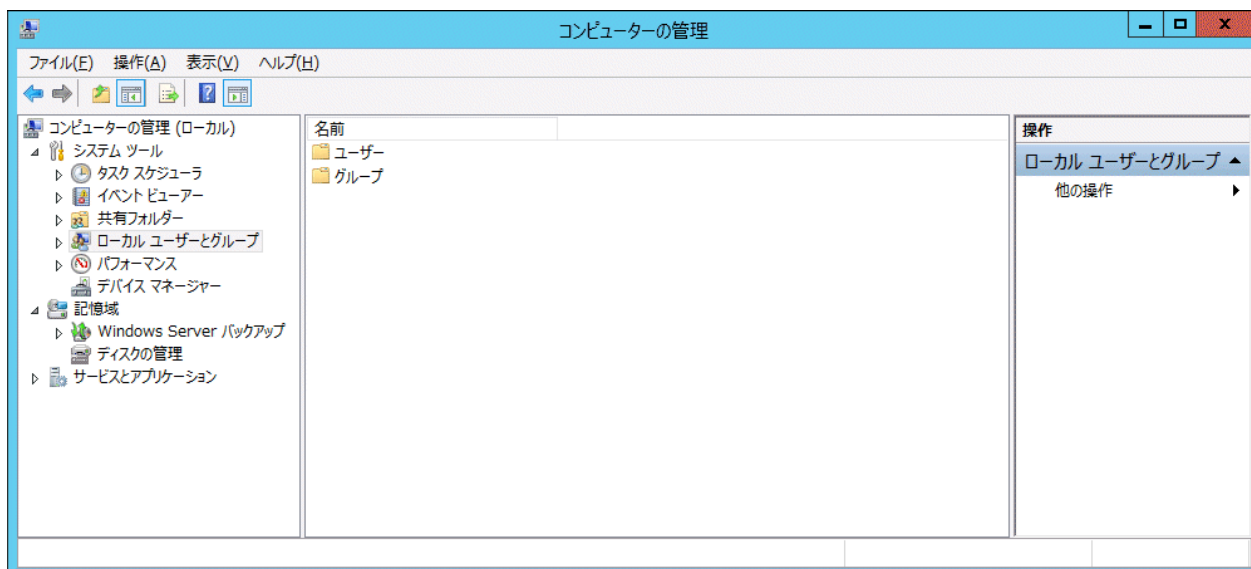 コンピューターの管理
ファイル(F) 操作(A) 表示(V) ヘルプ(H)
コンピューターの管理 (ローカル)
システム ツール
タスク スケジューラ
イベント ビューアー
共有フォルダー
ローカル ユーザーとグループ
パフォーマンス
デバイス マネージャー
記憶域
Windows Server バックアップ
ディスクの管理
サービスとアプリケーション
名前
ユーザー
グループ
操作
ローカル ユーザーとグループ
他の操作